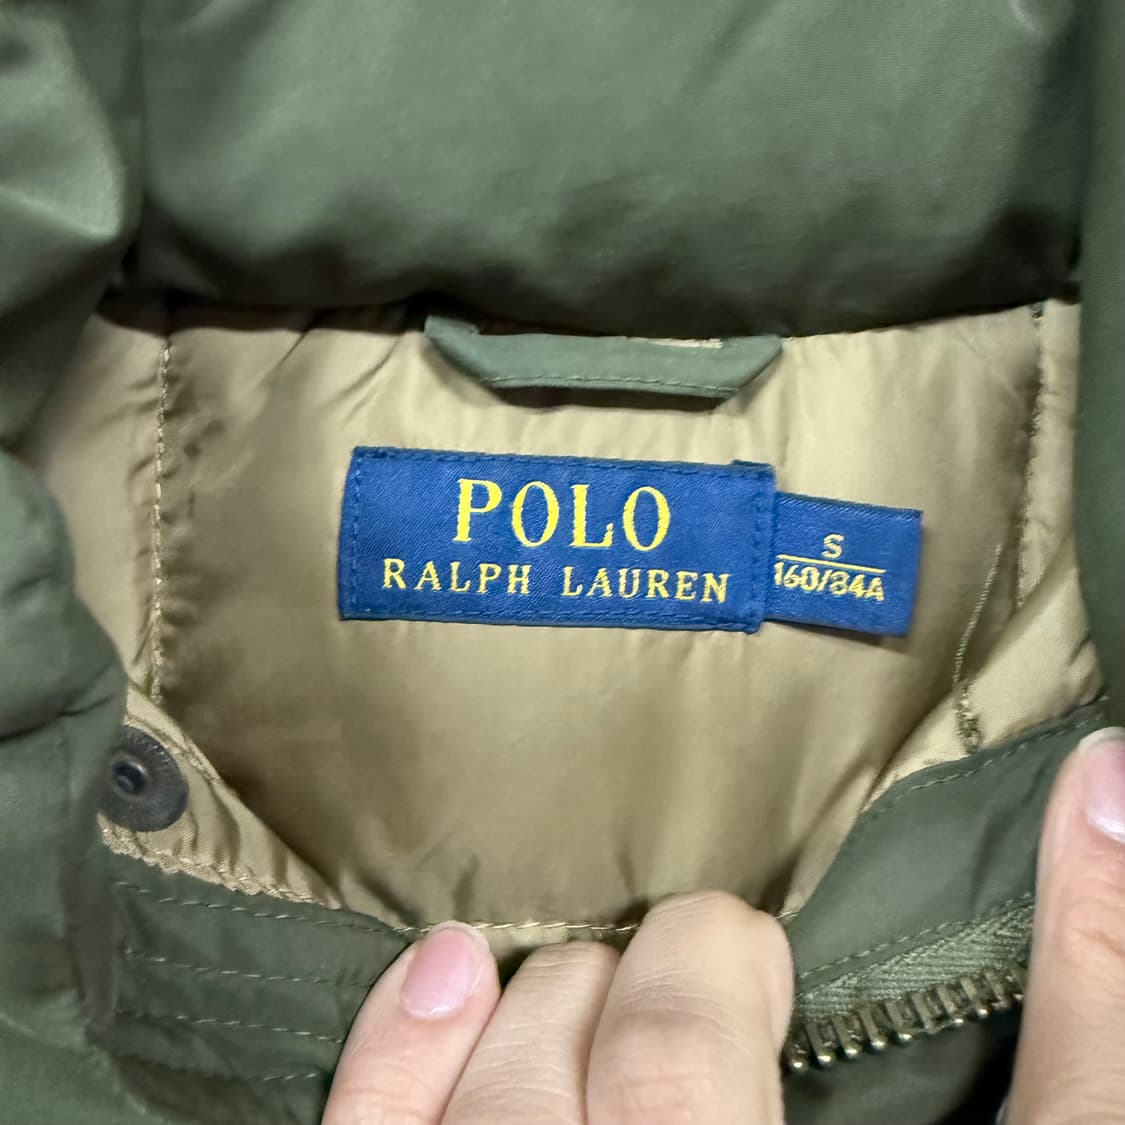 POLO
RALPH LAUREN
S
160/84A